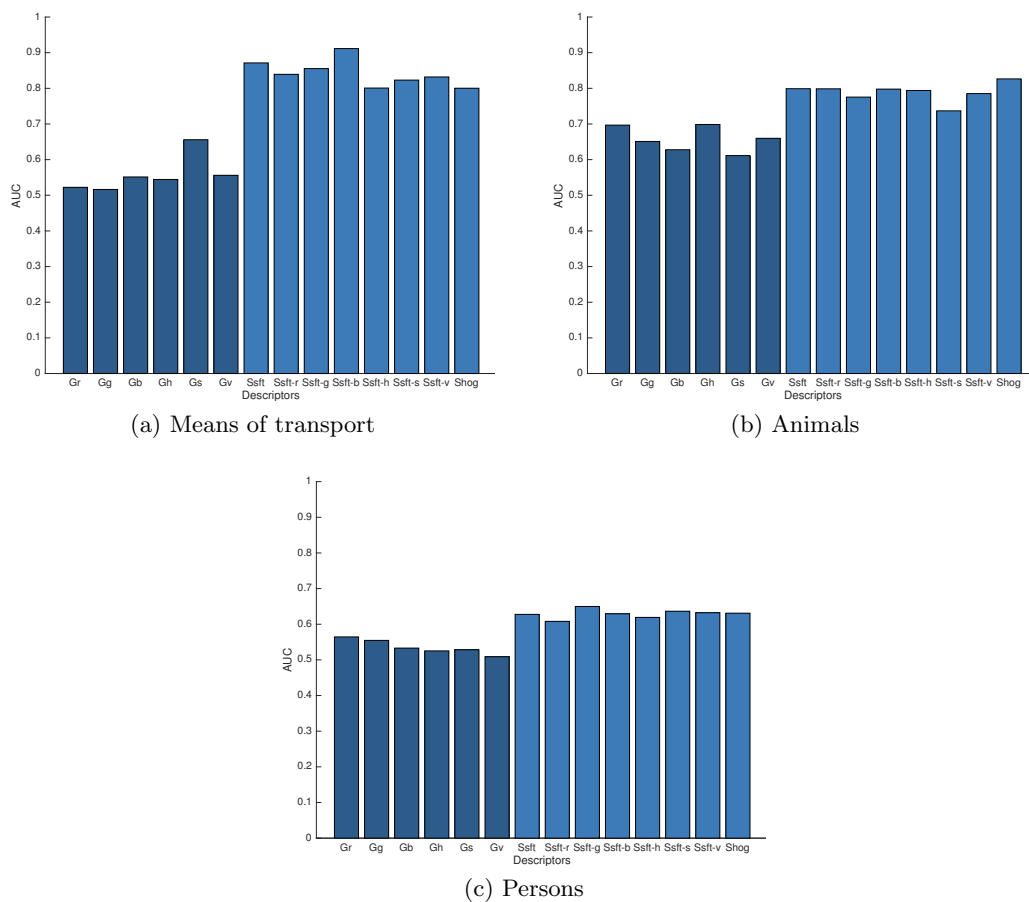 1
0.9
0.8
0.7
0.6
0.5
0.4
0.3
0.2
0.1
0
AUC
Gr Gg Gb Gh Gs Gv Ssft Ssft-r Ssft-g Ssft-b Ssft-h Ssft-s Ssft-v Shog
Descriptors
(a) Means of transport
1
0.9
0.8
0.7
0.6
0.5
0.4
0.3
0.2
0.1
0
AUC
Gr Gg Gb Gh Gs Gv Ssft Ssft-r Ssft-g Ssft-b Ssft-h Ssft-s Ssft-v Shog
Descriptors
(b) Animals
1
0.9
0.8
0.7
0.6
0.5
0.4
0.3
0.2
0.1
0
AUC
Gr Gg Gb Gh Gs Gv Ssft Ssft-r Ssft-g Ssft-b Ssft-h Ssft-s Ssft-v Shog
Descriptors
(c) Persons